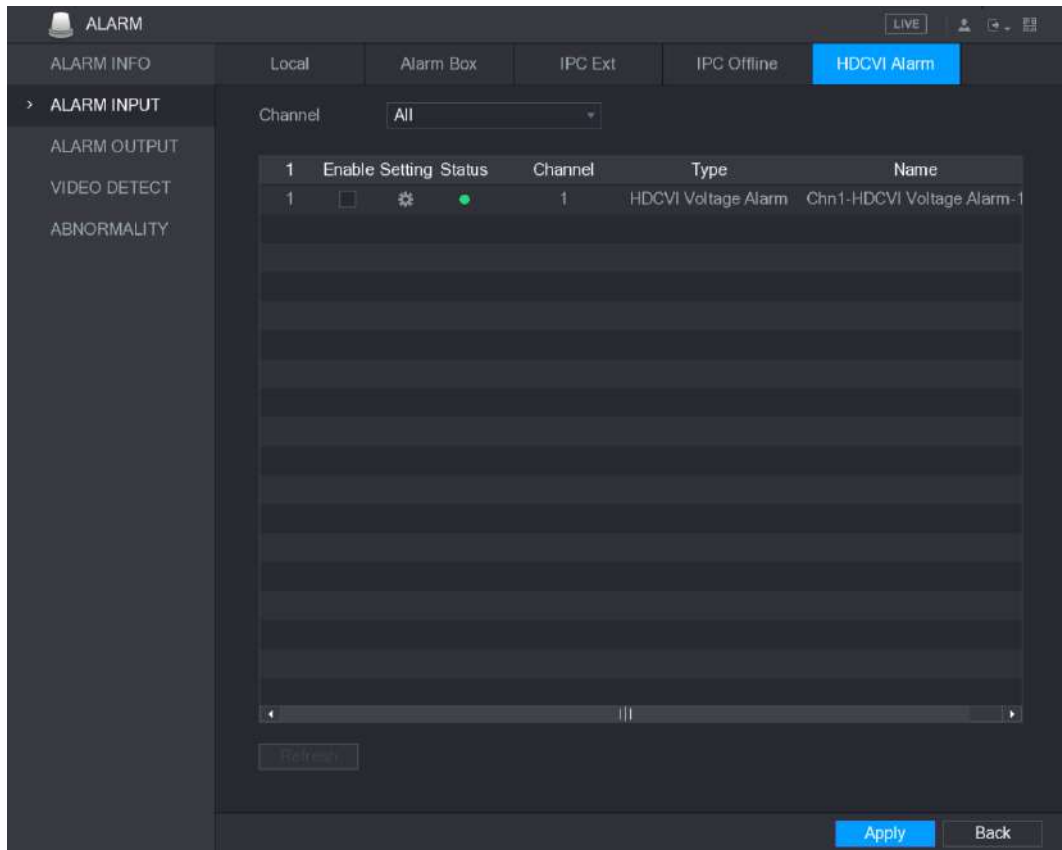 ALARM
LIVE
ALARM INFO
ALARM INPUT
ALARM OUTPUT
VIDEO DETECT
ABNORMALITY
Local Alarm Box IPC Ext IPC Offline HDCVI Alarm
Channel All
1 Enable Setting Status Channel Type Name
1 1 HDCVI Voltage Alarm Chn1-HDCVI Voltage Alarm-1
Refresh
Apply Back